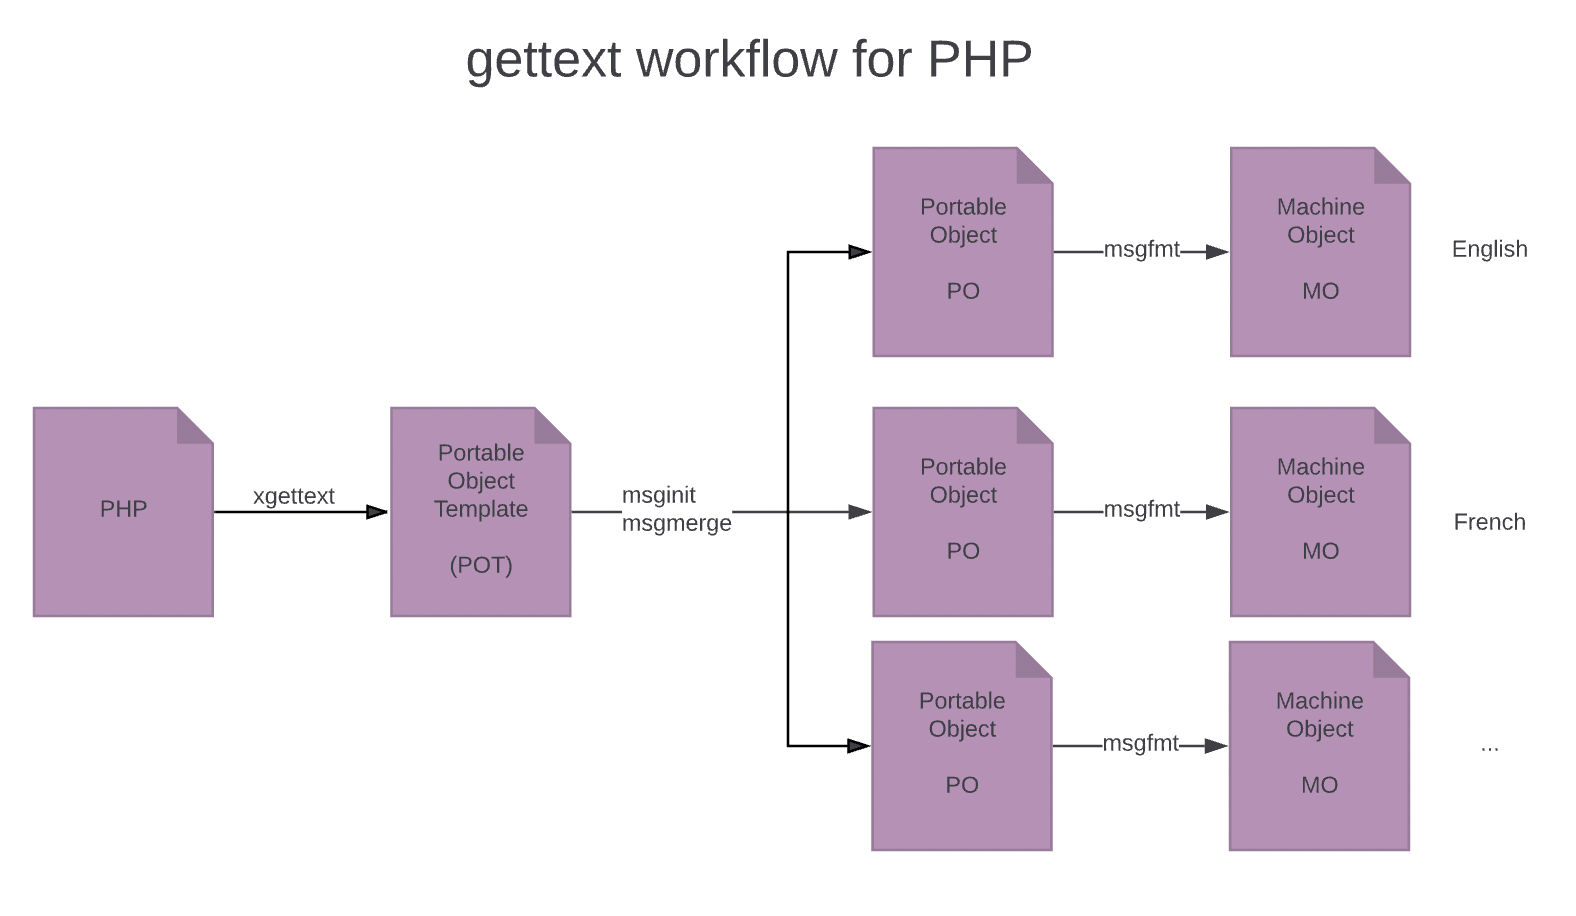 gettext workflow for PHP
PHP
xgettext
Portable
Object
Template
(POT)
msginit
msgmerge
Portable
Object
PO
msgfmt
Machine
Object
MO
English
Portable
Object
PO
msgfmt
Machine
Object
MO
French
Portable
Object
PO
msgfmt
Machine
Object
MO
...